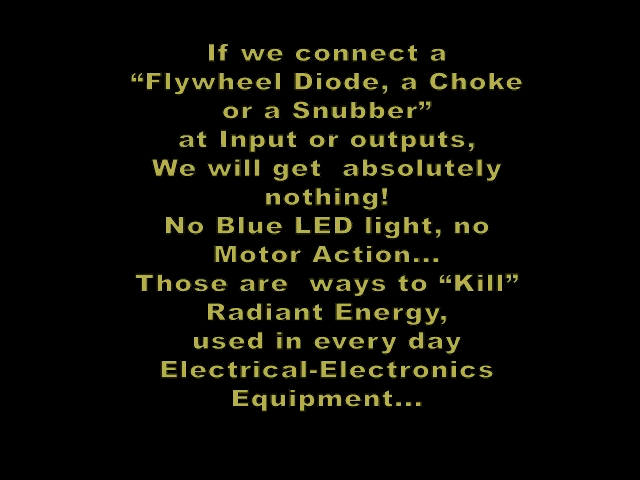 If we connect a
“Flywheel Diode, a Choke
or a Snubber”
at Input or outputs,
We will get  absolutely
nothing!
No Blue LED light, no
Motor Action...
Those are  ways to “Kill”
Radiant Energy,
used in every day
Electrical-Electronics
Equipment...